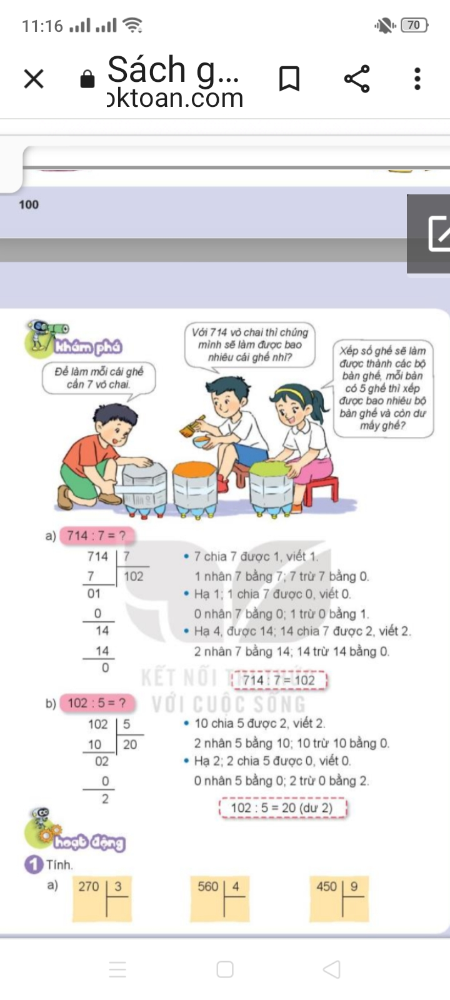 11:16
70
Sách g...
oktoan.com
100
khám phá
Để làm mỗi cái ghế
cần 7 vỏ chai.
Với 714 vỏ chai thì chúng
mình sẽ làm được bao
nhiêu cái ghế nhỉ?
Xếp số ghế sẽ làm
được thành các bộ
bàn ghế, mỗi bàn
có 5 ghế thì xếp
được bao nhiêu bộ
bàn ghế và còn dư
mấy ghế?
a) 714 : 7 = ?
714 7
7 102
01
0
14
14
0
• 7 chia 7 được 1, viết 1.
1 nhân 7 bằng 7; 7 trừ 7 bằng 0.
• Hạ 1; 1 chia 7 được 0, viết 0.
0 nhân 7 bằng 0; 1 trừ 0 bằng 1.
• Hạ 4, được 14; 14 chia 7 được 2, viết 2.
2 nhân 7 bằng 14; 14 trừ 14 bằng 0.
714 : 7 = 102
KẾT NỐI TRI THỨC
VỚI CUỘC SỐNG
b) 102 : 5 = ?
102 5
10 20
02
0
2
• 10 chia 5 được 2, viết 2.
2 nhân 5 bằng 10; 10 trừ 10 bằng 0.
• Hạ 2; 2 chia 5 được 0, viết 0.
0 nhân 5 bằng 0; 2 trừ 0 bằng 2.
102 : 5 = 20 (dư 2)
hoạt động
1 Tính.
a) 270 3 560 4 450 9